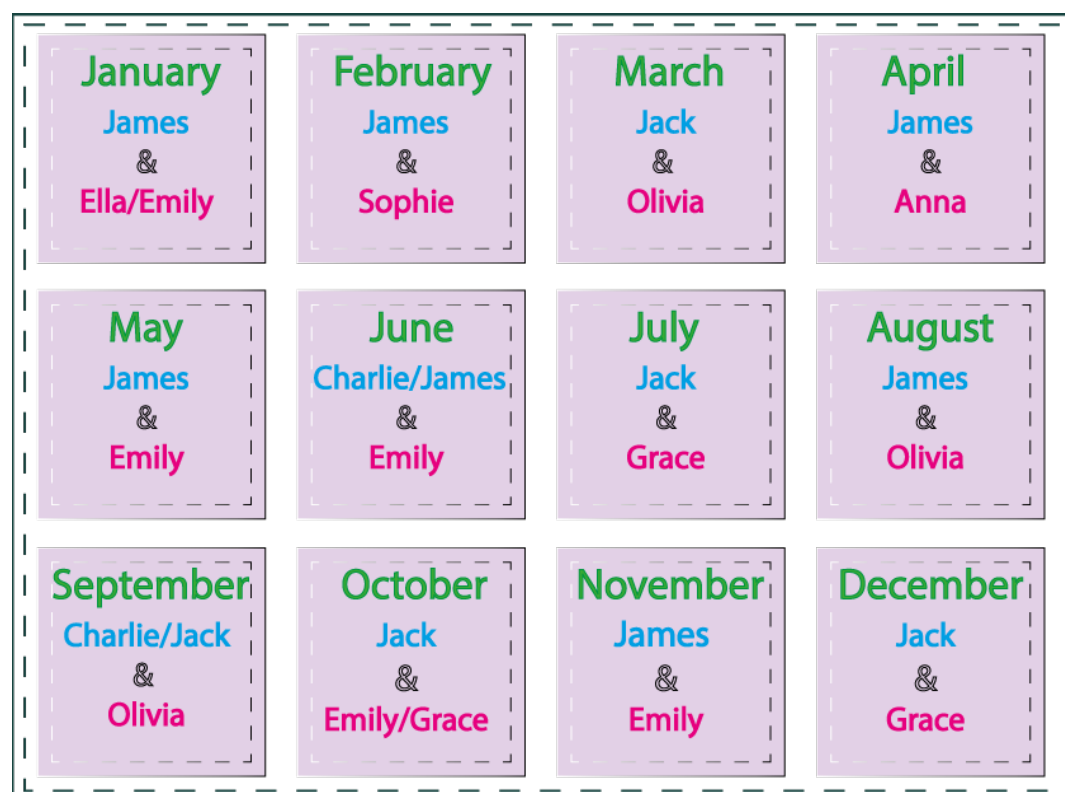 January
James
&
Ella/Emily
February
James
&
Sophie
March
Jack
&
Olivia
April
James
&
Anna
May
James
&
Emily
June
Charlie/James
&
Emily
July
Jack
&
Grace
August
James
&
Olivia
September
Charlie/Jack
&
Olivia
October
Jack
&
Emily/Grace
November
James
&
Emily
December
Jack
&
Grace